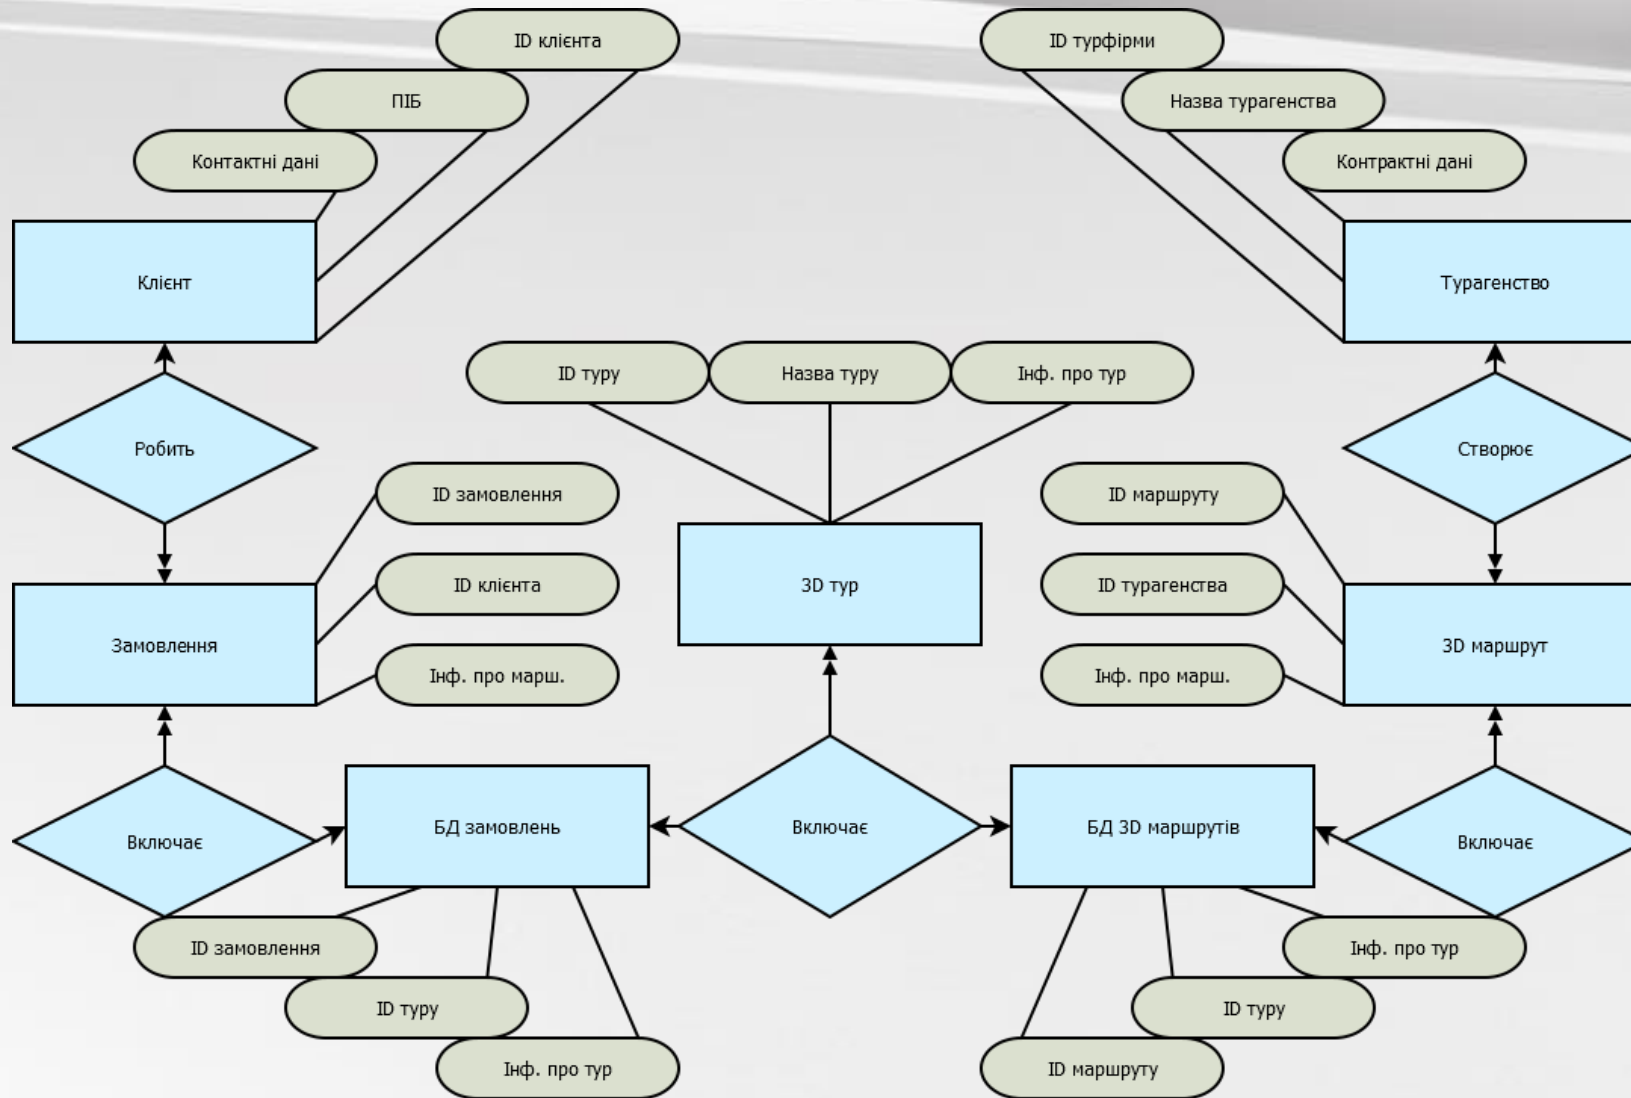 ID клієнта
ID турфірми
ПІБ
Назва турагенства
Контактні дані
Контрактні дані
Клієнт
Турагенство
ID туру
Назва туру
Інф. про тур
Робить
Створює
ID замовлення
ID маршруту
ID клієнта
3D тур
ID турагенства
Замовлення
3D маршрут
Інф. про марш.
Інф. про марш.
Включає
БД замовлень
Включає
БД 3D маршрутів
Включає
ID замовлення
Інф. про тур
ID туру
ID туру
Інф. про тур
ID маршруту